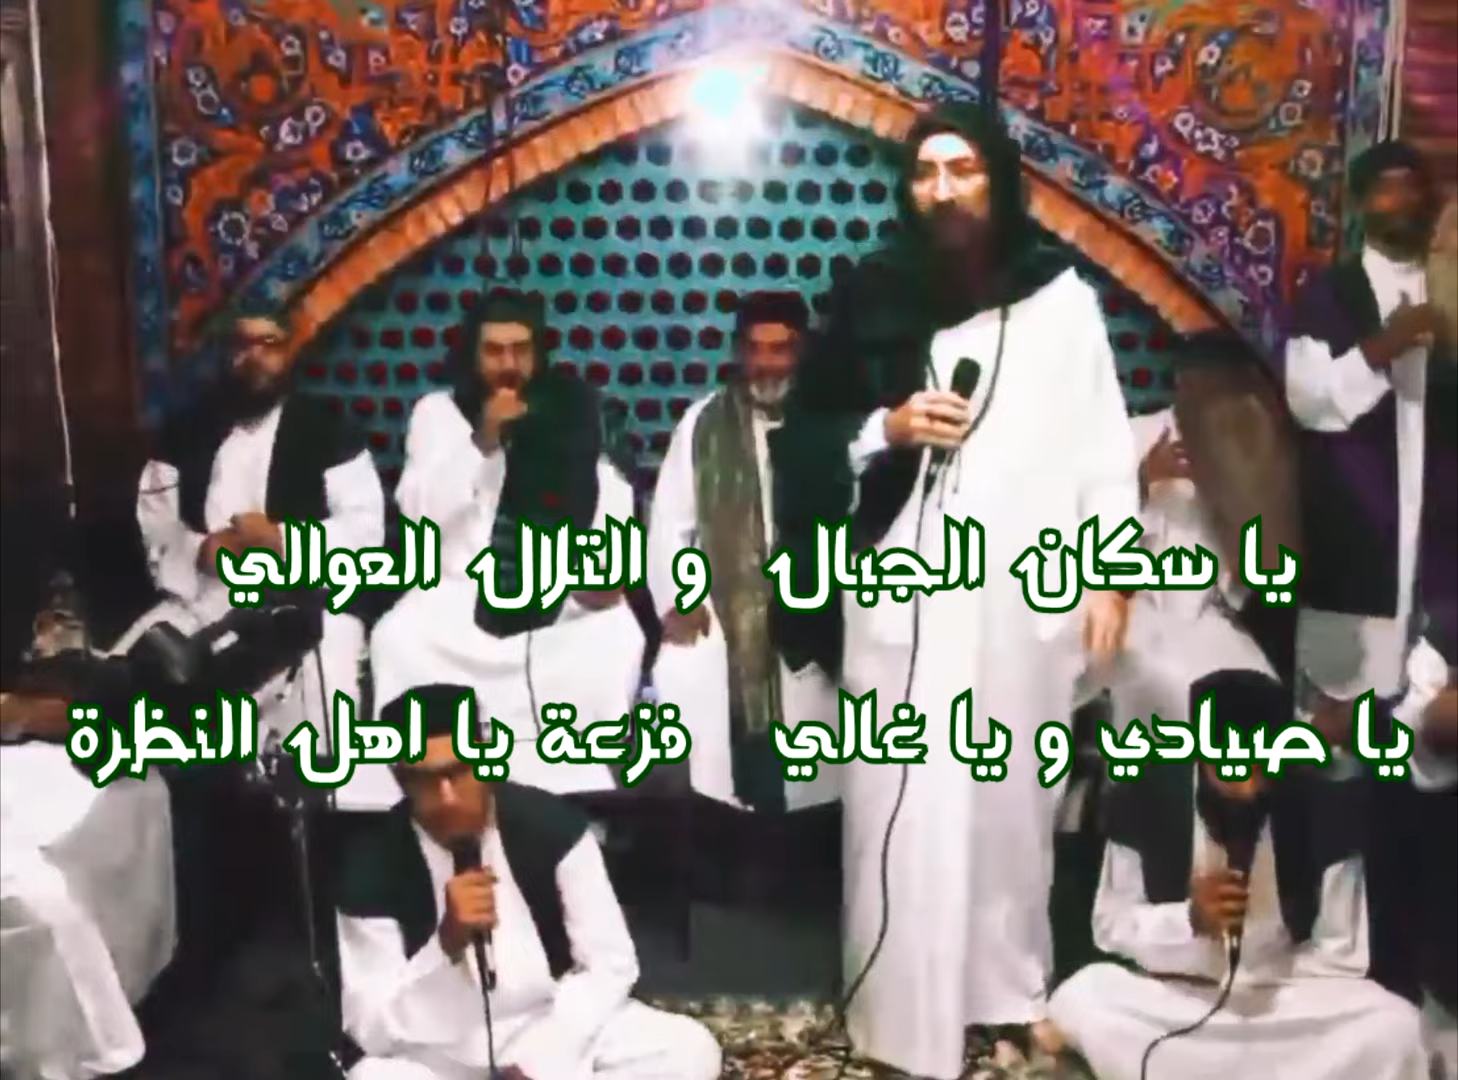 يا سكان الجبال و التلال العوالي
يا صيادي و يا غالي فزعة يا اهل النظرة